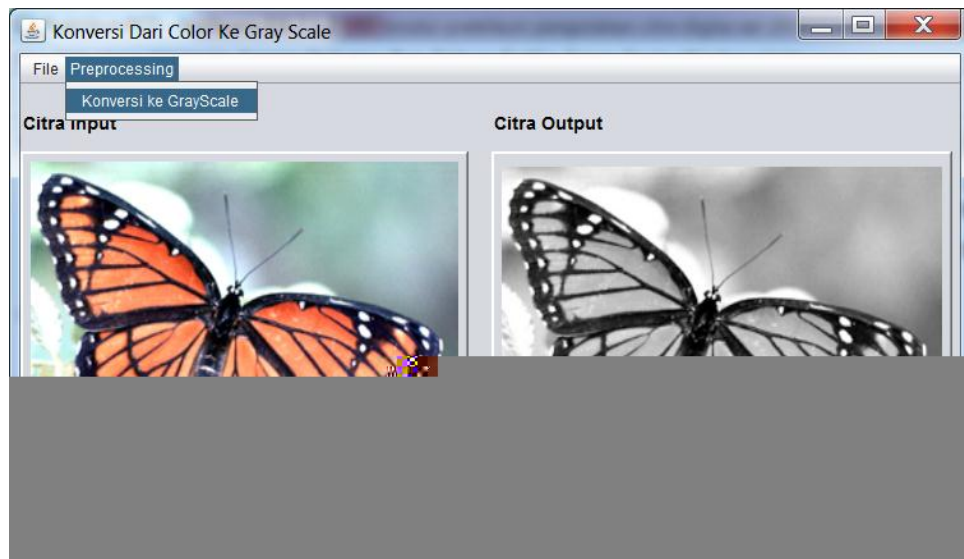 Konversi Dari Color Ke Gray Scale
File Preprocessing
Konversi ke GrayScale
Citra Input
Citra Output